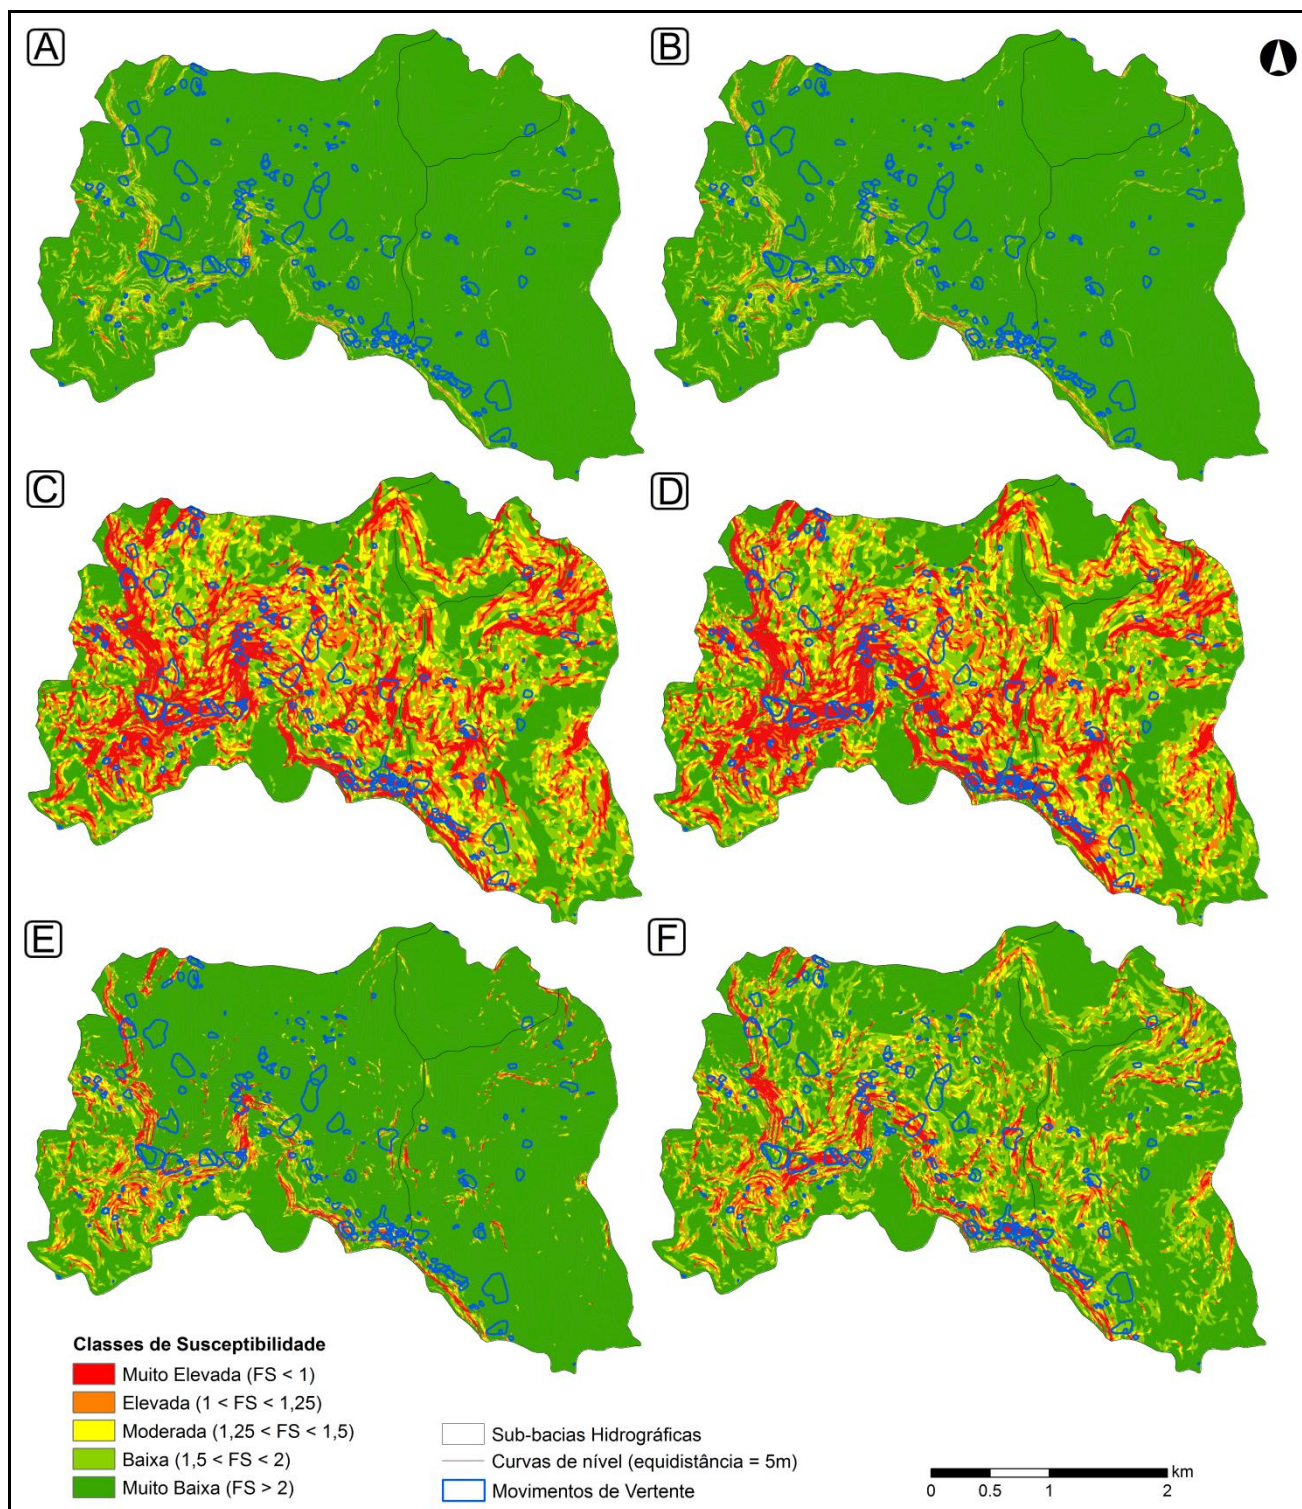 A
B
C
D
E
F
Classes de Susceptibilidade
Muito Elevada (FS < 1)
Elevada (1 < FS < 1,25)
Moderada (1,25 < FS < 1,5)
Baixa (1,5 < FS < 2)
Muito Baixa (FS > 2)
Sub-bacias Hidrográficas
Curvas de nível (equidistância = 5m)
Movimentos de Vertente
km
0 0.5 1 2